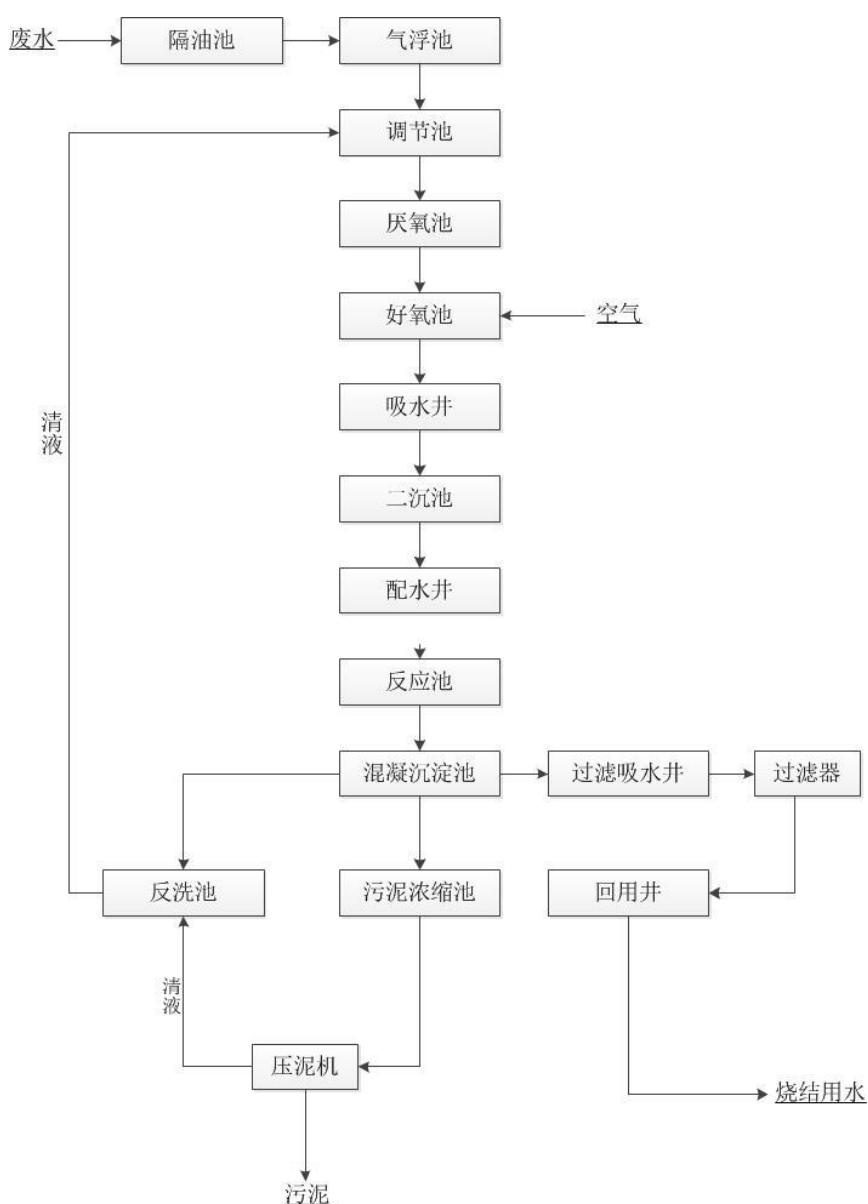 废水
隔油池
气浮池
调节池
厌氧池
好氧池
空气
吸水井
清液
二沉池
配水井
反应池
混凝沉淀池
过滤吸水井
过滤器
反洗池
污泥浓缩池
回用井
清液
压泥机
烧结用水
污泥